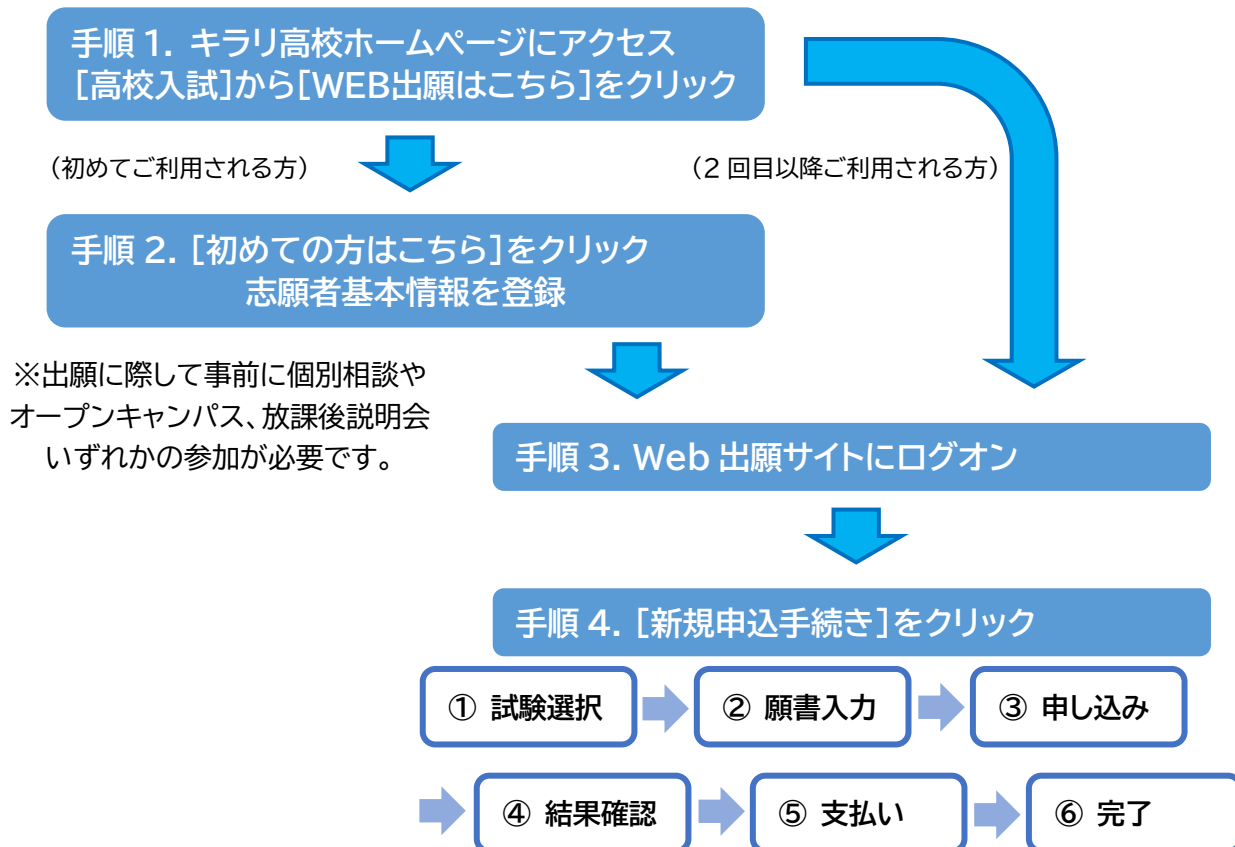 手順 1. キラリ高校ホームページにアクセス
[高校入試]から[WEB出願はこちら]をクリック
(初めてご利用される方)
(2 回目以降ご利用される方)
手順 2. [初めての方はこちら]をクリック
志願者基本情報を登録
※出願に際して事前に個別相談や
オープンキャンパス、放課後説明会
いずれかの参加が必要です。
手順 3. Web 出願サイトにログオン
手順 4. [新規申込手続き]をクリック
① 試験選択
② 願書入力
③ 申し込み
④ 結果確認
⑤ 支払い
⑥ 完了